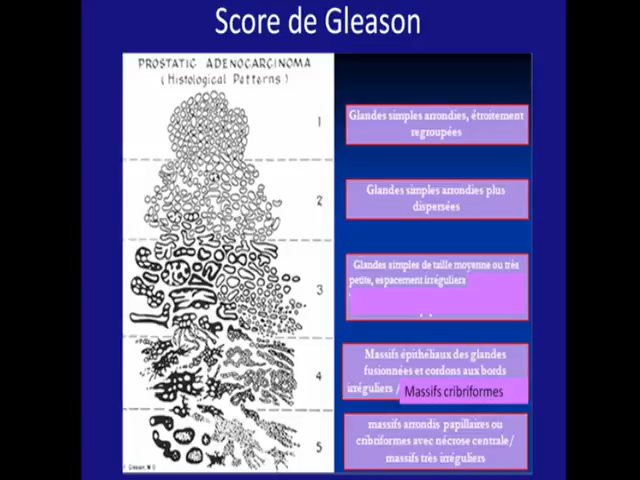 Score de Gleason
PROSTATIC ADENOCARCINOMA
(Histological Patterns)
1
Glandes simples arrondies, étroitement
regroupées
2
Glandes simples arrondies plus
dispersées
3
Glandes simples de taille moyenne ou très
petite, espacement irréguliers
4
Massifs épithéliaux des glandes
fusionnées et cordons aux bords
irréguliers /
Massifs cribriformes
5
massifs arrondis papillaires ou
cribriformes avec nécrose centrale/
massifs très irréguliers
Gleason, M D